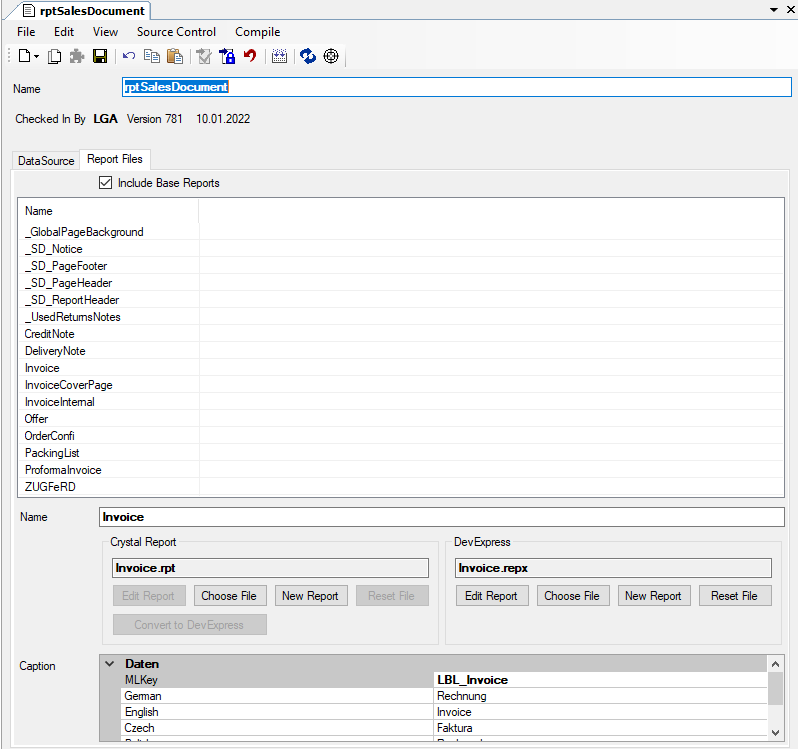 rptSalesDocument
File Edit View Source Control Compile
Name rptSalesDocument
Checked In By LGA Version 781 10.01.2022
DataSource Report Files
Include Base Reports
Name
_GlobalPageBackground
_SD_Notice
_SD_PageFooter
_SD_PageHeader
_SD_ReportHeader
_UsedReturnsNotes
CreditNote
DeliveryNote
Invoice
InvoiceCoverPage
InvoiceInternal
Offer
OrderConfi
PackingList
ProformaInvoice
ZUGFeRD
Name Invoice
Crystal Report DevExpress
Invoice.rpt Invoice.repx
Edit Report Choose File New Report Reset File Edit Report Choose File New Report Reset File
Convert to DevExpress
Caption Daten
MLKey LBL_Invoice
German Rechnung
English Invoice
Czech Faktura